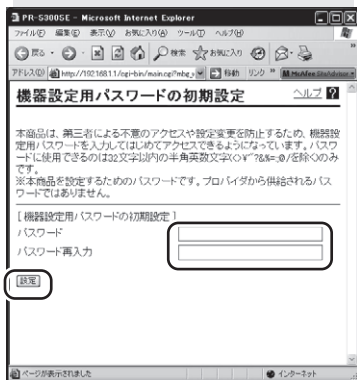 PR-S300SE - Microsoft Internet Explorer
ファイル(F) 編集(E) 表示(V) お気に入り(A) ツール(T) ヘルプ(H)
戻る 検索 お気に入り
アドレス(D) 移動 リンク McAfee SiteAdvisor
機器設定用パスワードの初期設定 ヘルプ ?
本商品は、第三者による不意のアクセスや設定変更を防止するため、機器設
定用パスワードを入力してはじめてアクセスできるようになっています。パスワ
ードに使用できるのは32文字以内の半角英数文字
です。
※本商品を設定するためのパスワードです。プロバイダから供給されるパス
ワードではありません。
[機器設定用パスワードの初期設定]
パスワード
パスワード再入力
設定
ページが表示されました インターネット